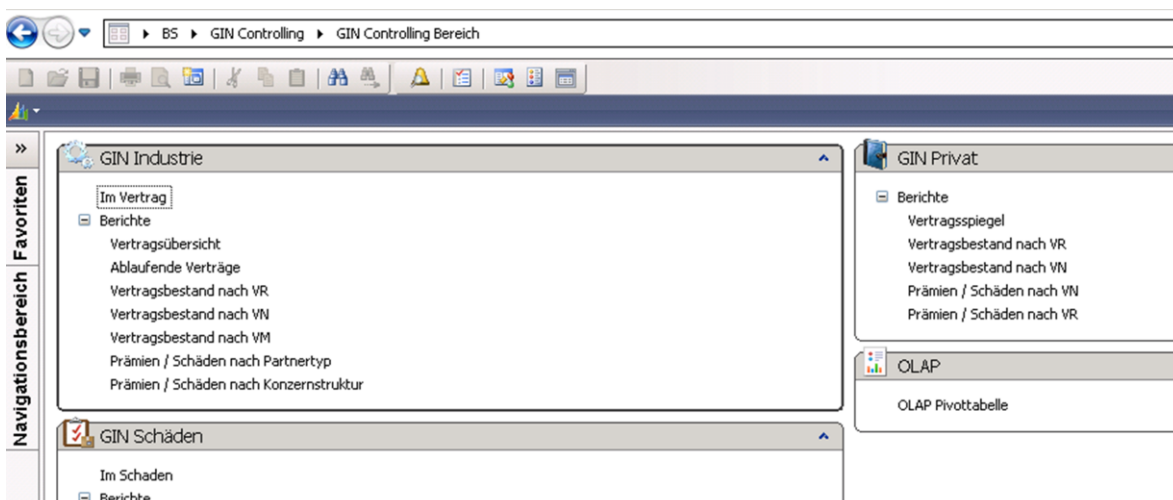 BS GIN Controlling GIN Controlling Bereich
Favoriten
Navigationsbereich
GIN Industrie
Im Vertrag
Berichte
Vertragsübersicht
Ablaufende Verträge
Vertragsbestand nach VR
Vertragsbestand nach VN
Vertragsbestand nach VM
Prämien / Schäden nach Partnertyp
Prämien / Schäden nach Konzernstruktur
GIN Schäden
Im Schaden
Berichte
GIN Privat
Berichte
Vertragsspiegel
Vertragsbestand nach VR
Vertragsbestand nach VN
Prämien / Schäden nach VN
Prämien / Schäden nach VR
OLAP
OLAP Pivottabelle